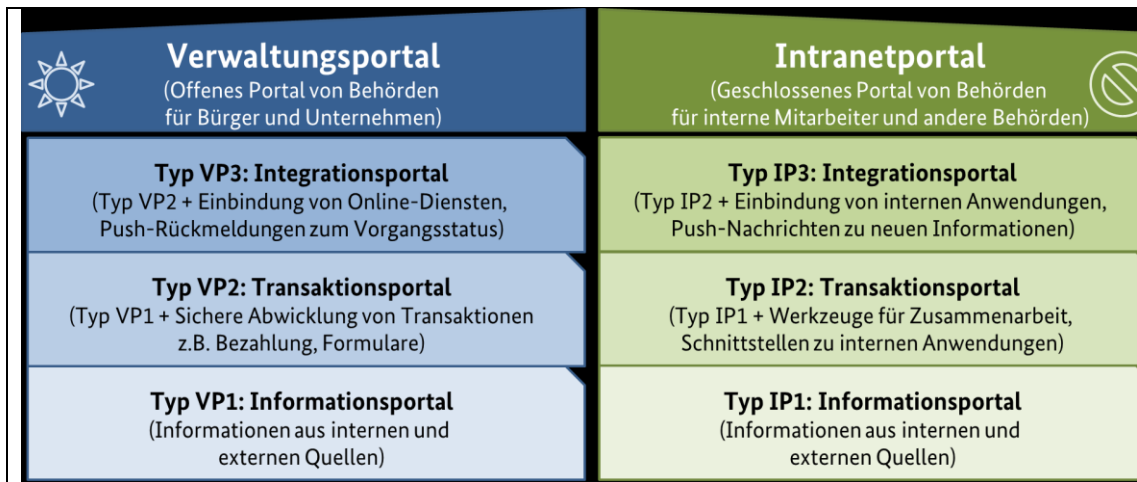 Verwaltungsportal
(Offenes Portal von Behörden
für Bürger und Unternehmen)
Typ VP3: Integrationsportal
(Typ VP2 + Einbindung von Online-Diensten,
Push-Rückmeldungen zum Vorgangsstatus)
Typ VP2: Transaktionsportal
(Typ VP1 + Sichere Abwicklung von Transaktionen
z.B. Bezahlung, Formulare)
Typ VP1: Informationsportal
(Informationen aus internen und
externen Quellen)
Intranetportal
(Geschlossenes Portal von Behörden
für interne Mitarbeiter und andere Behörden)
Typ IP3: Integrationsportal
(Typ IP2 + Einbindung von internen Anwendungen,
Push-Nachrichten zu neuen Informationen)
Typ IP2: Transaktionsportal
(Typ IP1 + Werkzeuge für Zusammenarbeit,
Schnittstellen zu internen Anwendungen)
Typ IP1: Informationsportal
(Informationen aus internen und
externen Quellen)